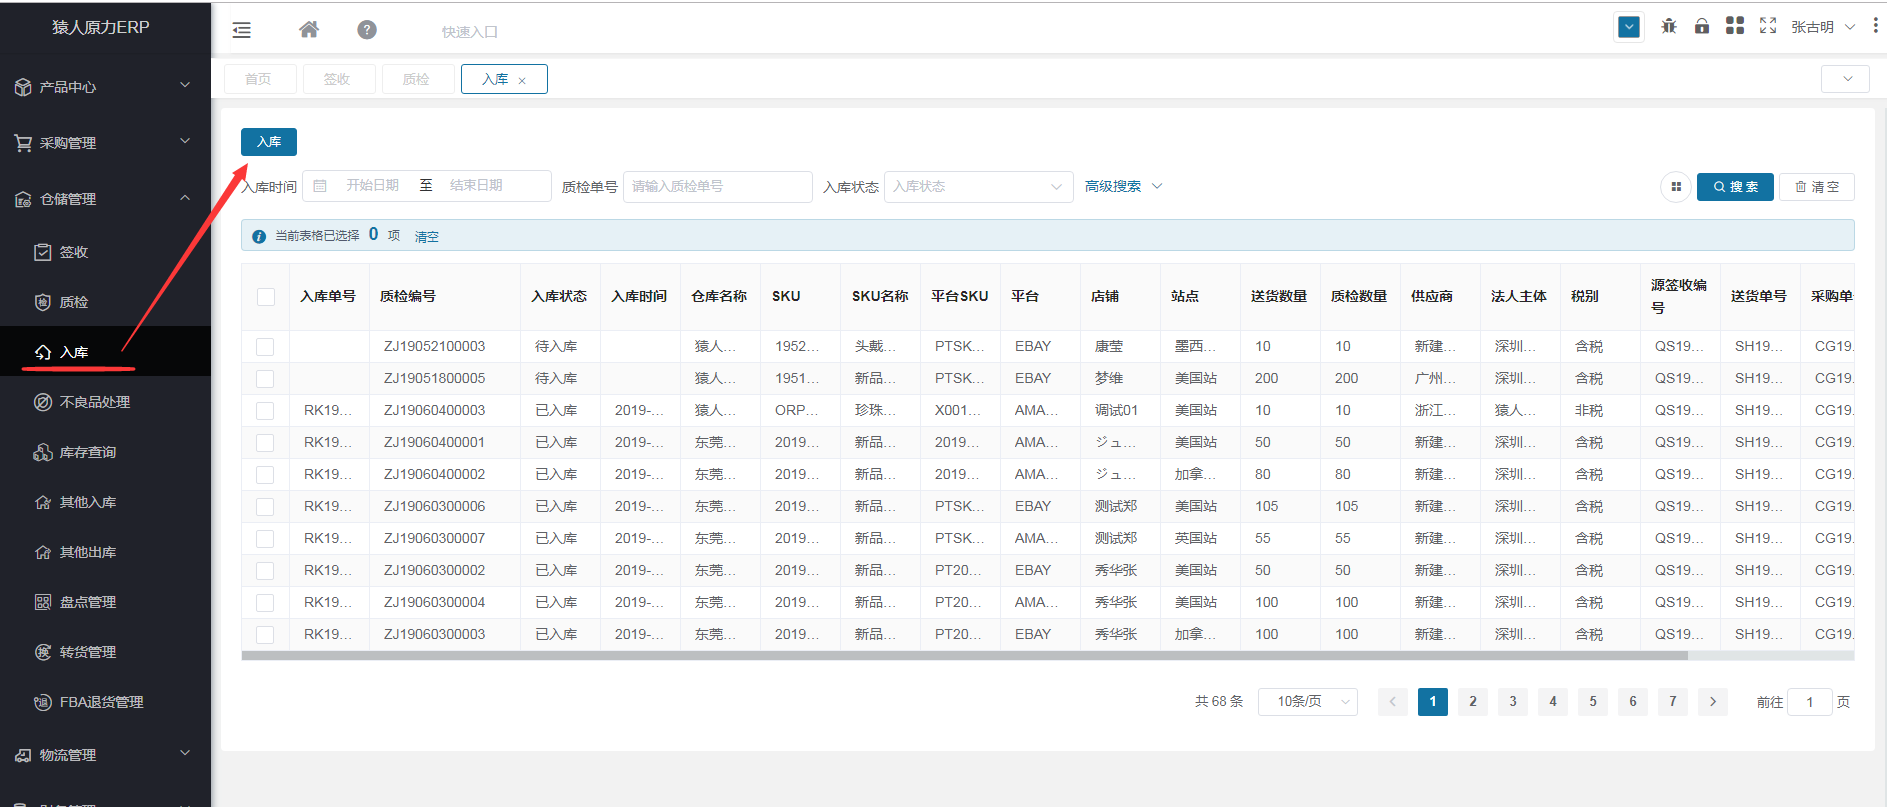 猿人原力ERP
快速入口
张古明
产品中心
采购管理
仓储管理
签收
质检
入库
不良品处理
库存查询
其他入库
其他出库
盘点管理
转货管理
FBA退货管理
物流管理
首页 签收 质检 入库 ×
入库
入库时间 开始日期 至 结束日期 质检单号 请输入质检单号 入库状态 入库状态 高级搜索 搜 索 清 空
当前表格已选择 0 项 清空
入库单号 质检编号 入库状态 入库时间 仓库名称 SKU SKU名称 平台SKU 平台 店铺 站点 送货数量 质检数量 供应商 法人主体 税别 源签收编号 送货单号 采购单
ZJ19052100003 待入库 猿人... 1952... 头戴... PTSK... EBAY 康莹 墨西... 10 10 新建... 深圳... 含税 QS19... SH19... CG19.
ZJ19051800005 待入库 猿人... 1951... 新品... PTSK... EBAY 梦维 美国站 200 200 广州... 深圳... 含税 QS19... SH19... CG19.
RK19... ZJ19060400003 已入库 2019-... 猿人... ORP... 珍珠... X001... AMA... 调试01 美国站 10 10 浙江... 猿人... 非税 QS19... SH19... CG19.
RK19... ZJ19060400001 已入库 2019-... 东莞... 2019... 新品... 2019... AMA... ジュ... 美国站 50 50 新建... 深圳... 含税 QS19... SH19... CG19.
RK19... ZJ19060400002 已入库 2019-... 东莞... 2019... 新品... 2019... AMA... ジュ... 加拿... 80 80 新建... 深圳... 含税 QS19... SH19... CG19.
RK19... ZJ19060300006 已入库 2019-... 东莞... 2019... 新品... PTSK... EBAY 测试郑 美国站 105 105 新建... 深圳... 含税 QS19... SH19... CG19.
RK19... ZJ19060300007 已入库 2019-... 东莞... 2019... 新品... PTSK... AMA... 测试郑 英国站 55 55 新建... 深圳... 含税 QS19... SH19... CG19.
RK19... ZJ19060300002 已入库 2019-... 东莞... 2019... 新品... PT20... EBAY 秀华张 美国站 50 50 新建... 深圳... 含税 QS19... SH19... CG19.
RK19... ZJ19060300004 已入库 2019-... 东莞... 2019... 新品... PT20... AMA... 秀华张 美国站 100 100 新建... 深圳... 含税 QS19... SH19... CG19.
RK19... ZJ19060300003 已入库 2019-... 东莞... 2019... 新品... PT20... EBAY 秀华张 加拿... 100 100 新建... 深圳... 含税 QS19... SH19... CG19.
共 68 条 10条/页 1 2 3 4 5 6 7 前往 1 页